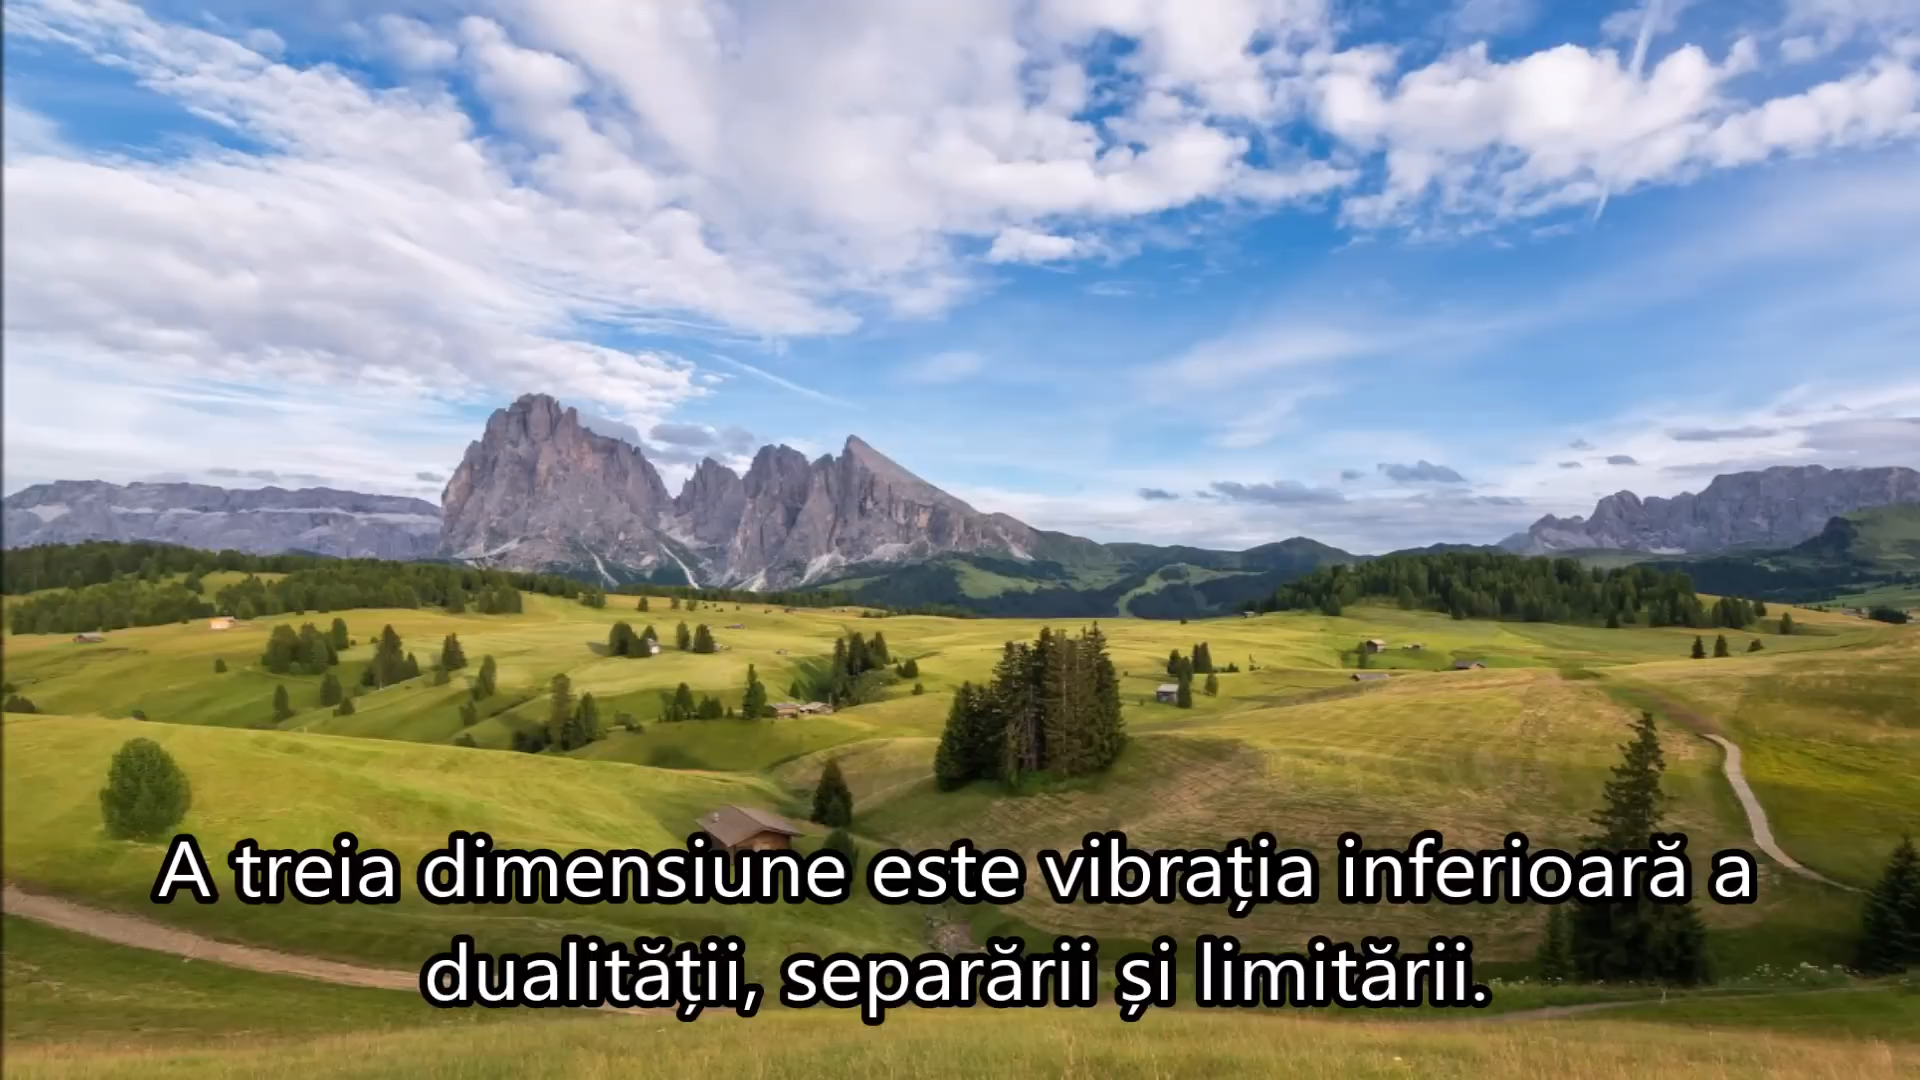 A treia dimensiune este vibrația inferioară a
dualității, separării și limitării.